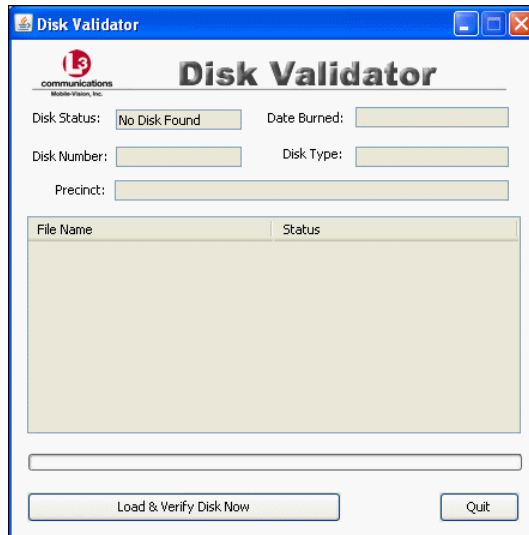 Disk Validator
L3
communications
Mobile-Vision, Inc.
Disk Validator
Disk Status: No Disk Found Date Burned:
Disk Number: Disk Type:
Precinct:
File Name Status
Load & Verify Disk Now Quit